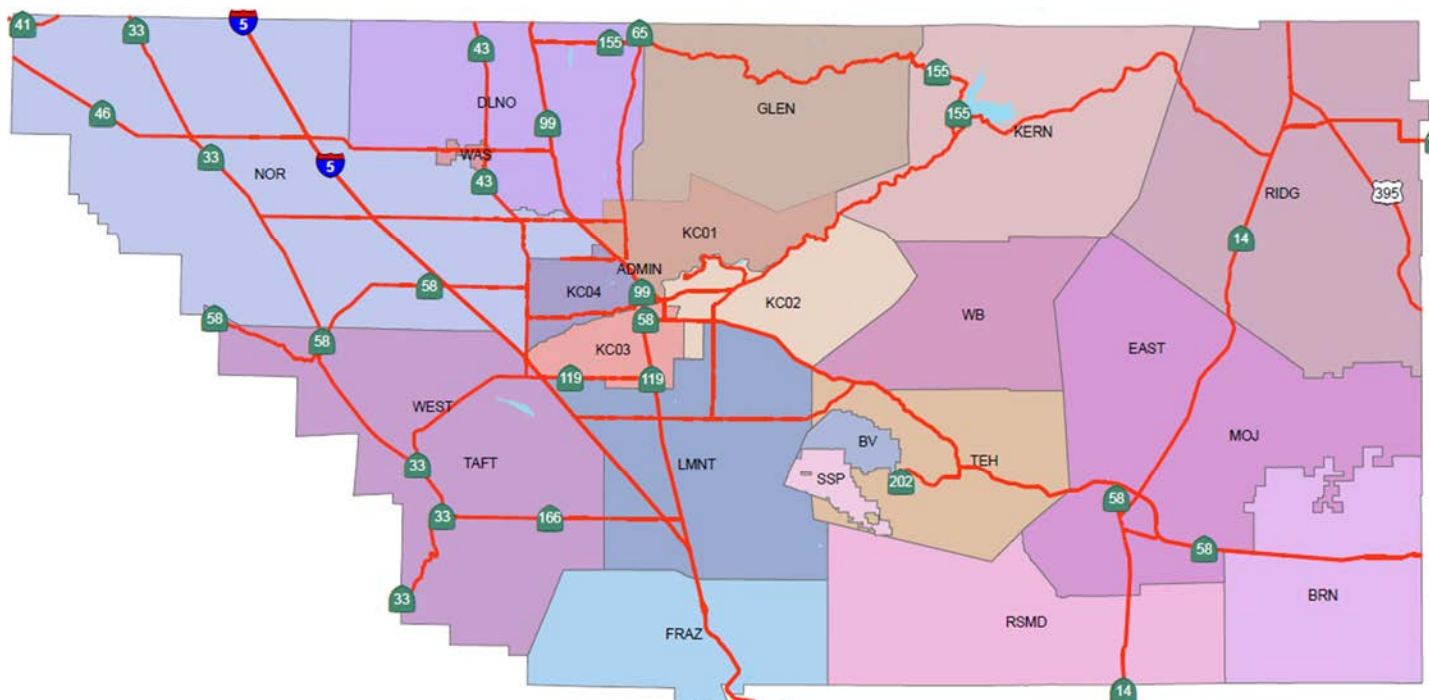 41
33
5
43
155
65
155
46
DLNO
99
GLEN
155
KERN
33
WAS
5
NOR
43
RIDG
395
KC01
14
ADMIN
58
KC04
99
KC02
58
58
58
WB
KC03
EAST
119
119
WEST
MOJ
BV
TAFT
LMNT
TEH
33
SSP
202
58
33
166
58
33
BRN
RSMD
FRAZ
14